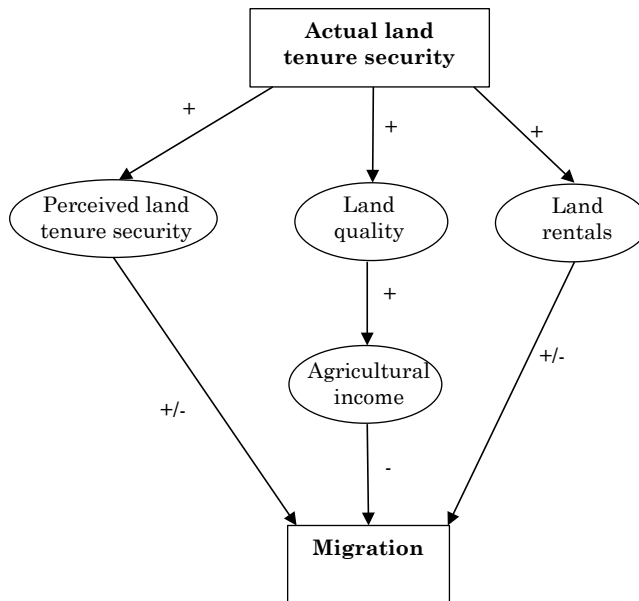 Actual land
tenure security
+
+
+
Perceived land
tenure security
Land
quality
Land
rentals
+
+/-
Agricultural
income
+/-
-
Migration